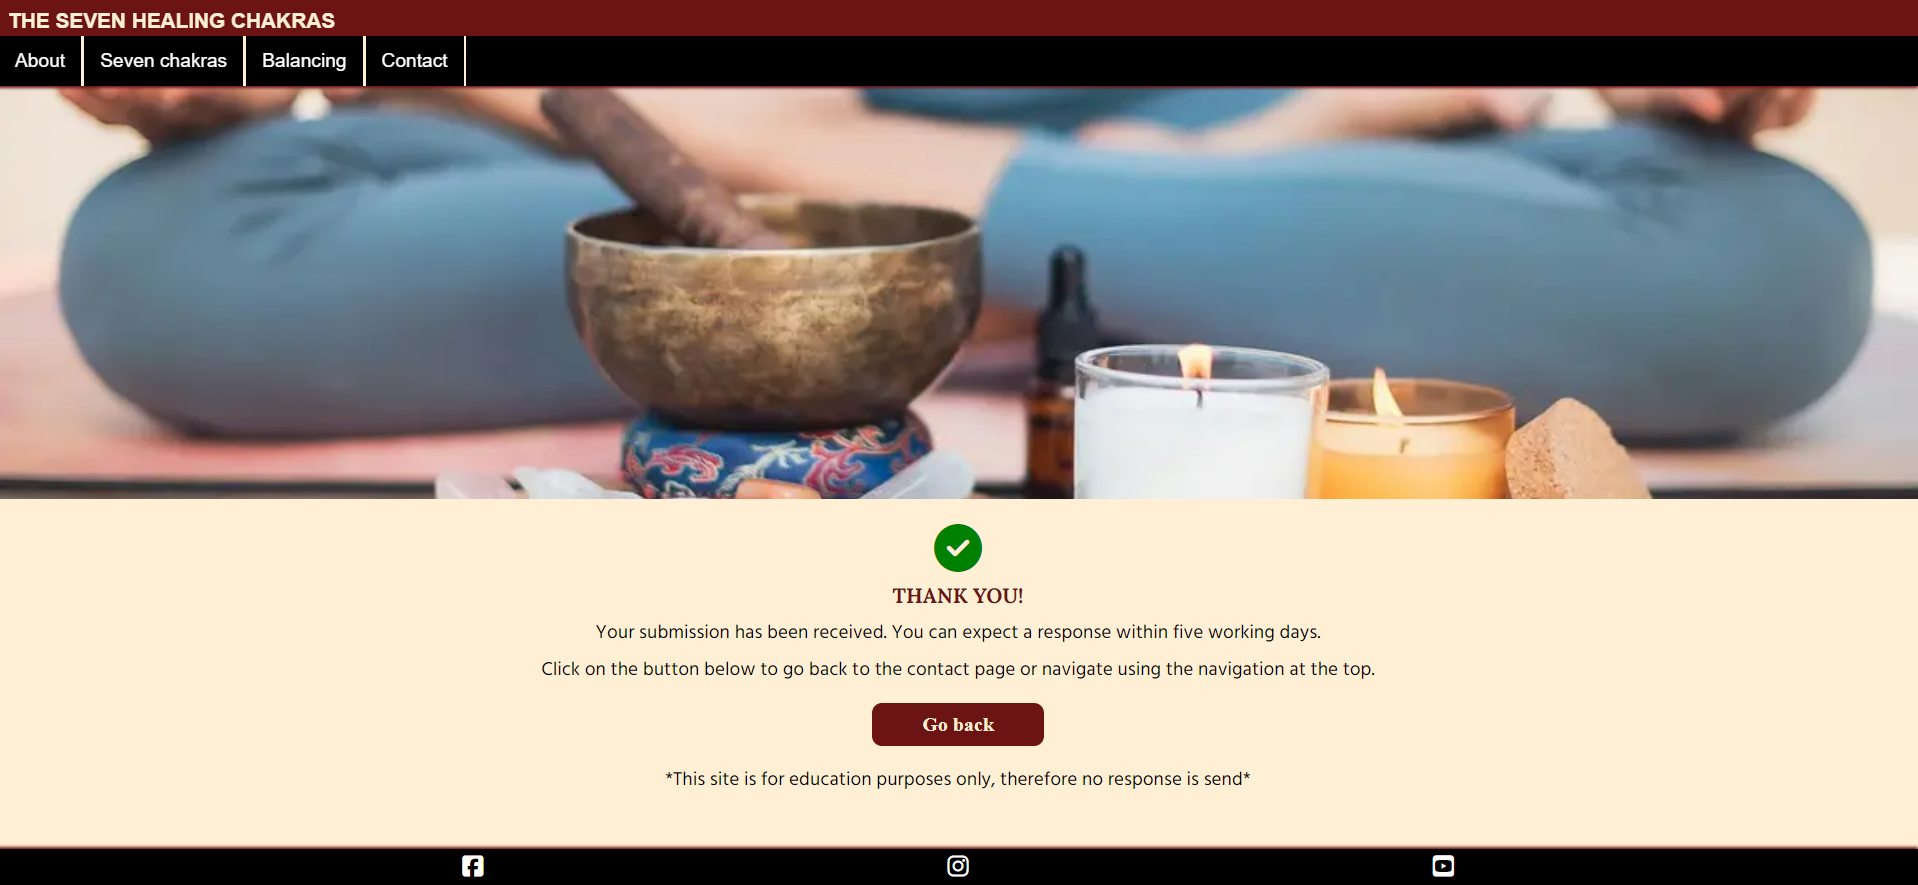 THE SEVEN HEALING CHAKRAS
About
Seven chakras
Balancing
Contact
THANK YOU!
Your submission has been received. You can expect a response within five working days.
Click on the button below to go back to the contact page or navigate using the navigation at the top.
Go back
*This site is for education purposes only, therefore no response is send*